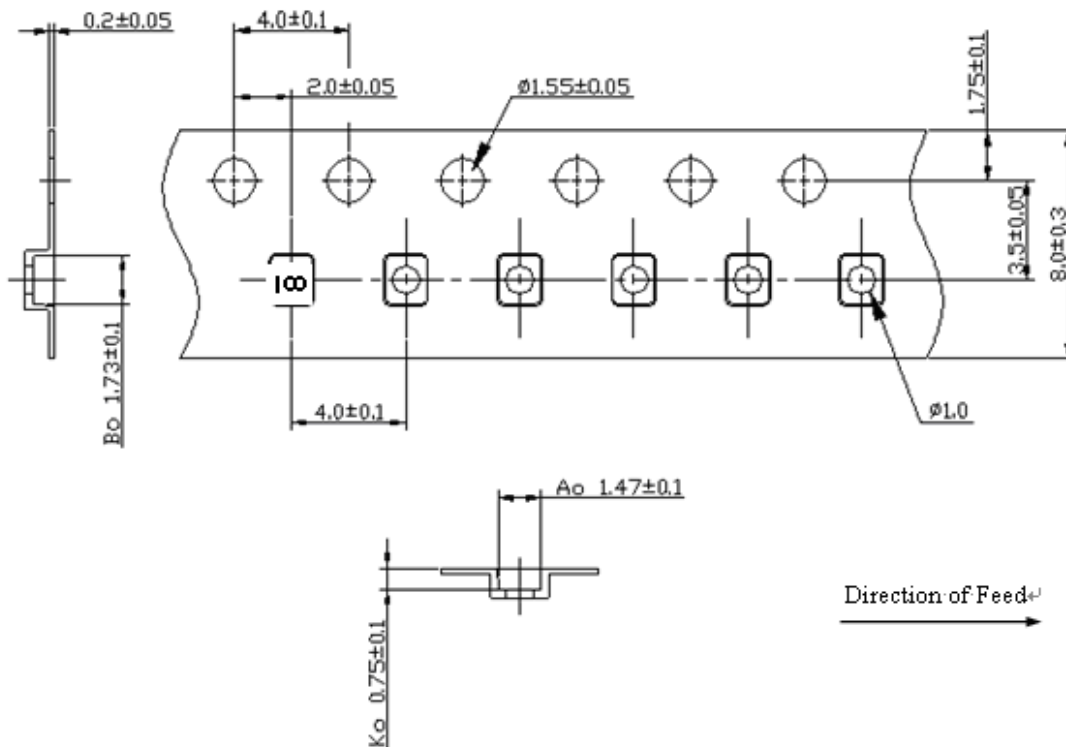 0.2±0.05
4.0±0.1
2.0±0.05
ø1.55±0.05
1.75±0.1
3.5±0.05
8.0±0.3
18
Bo 1.73±0.1
4.0±0.1
ø1.0
Ao 1.47±0.1
Ko 0.75±0.1
Direction of Feed↵